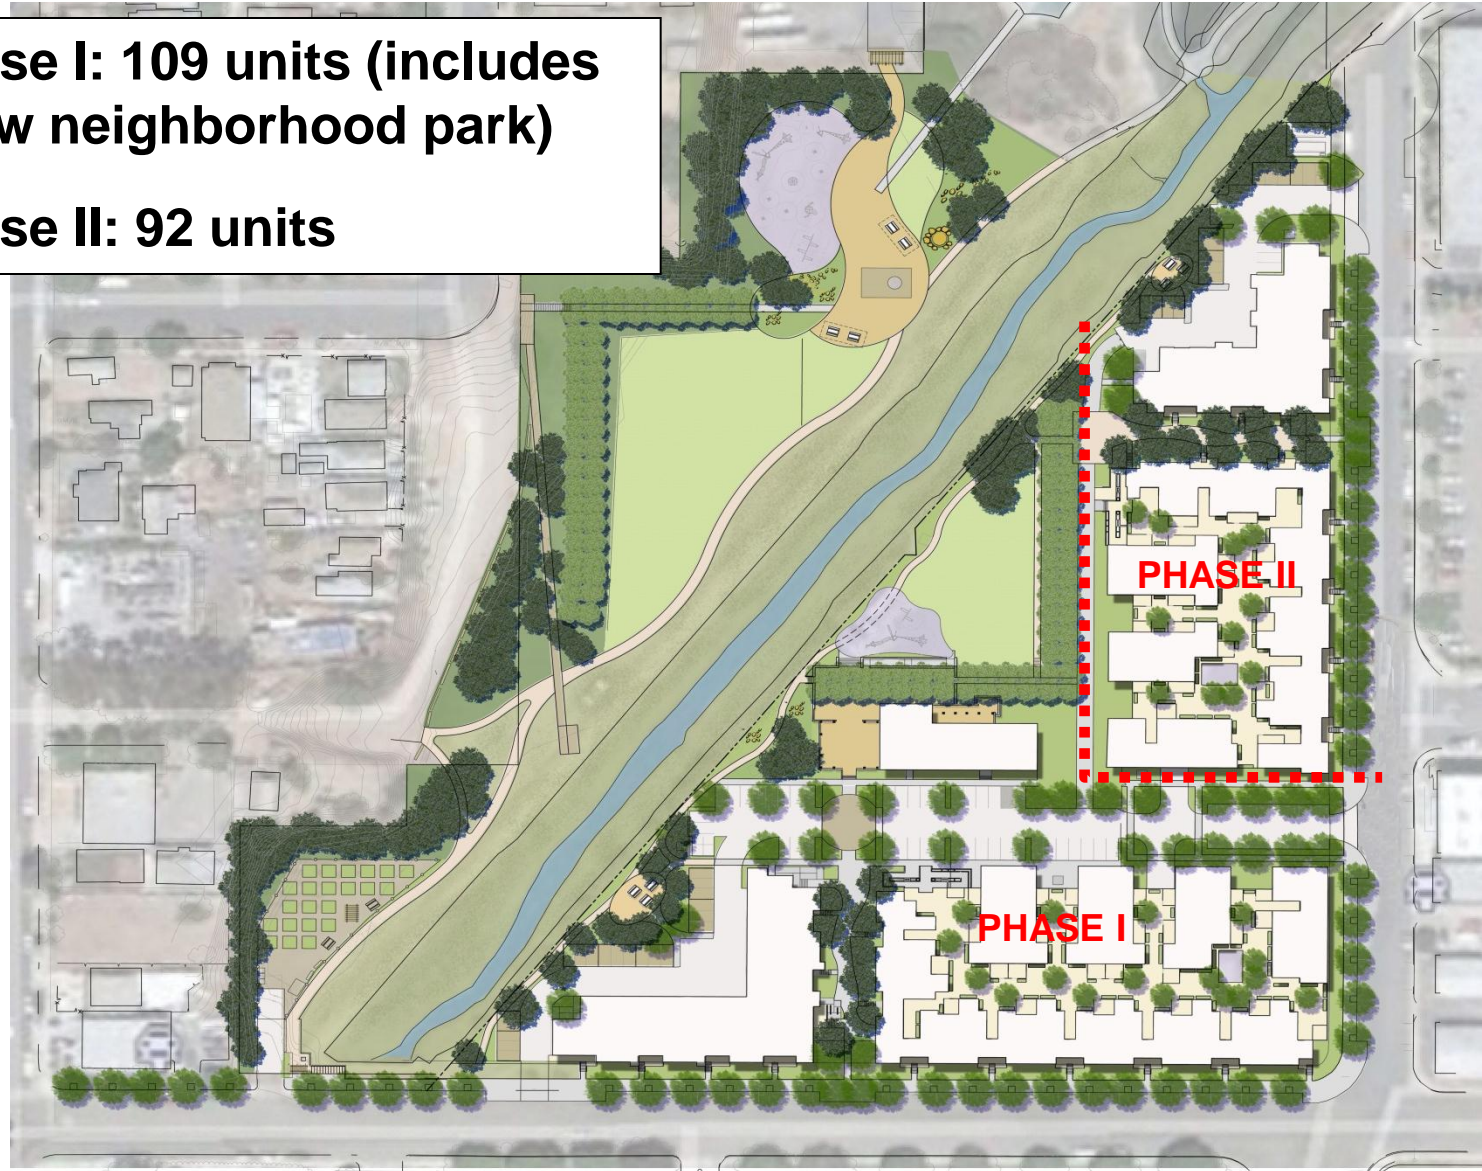 se I: 109 units (includes
w neighborhood park)
se II: 92 units
PHASE II
PHASE I